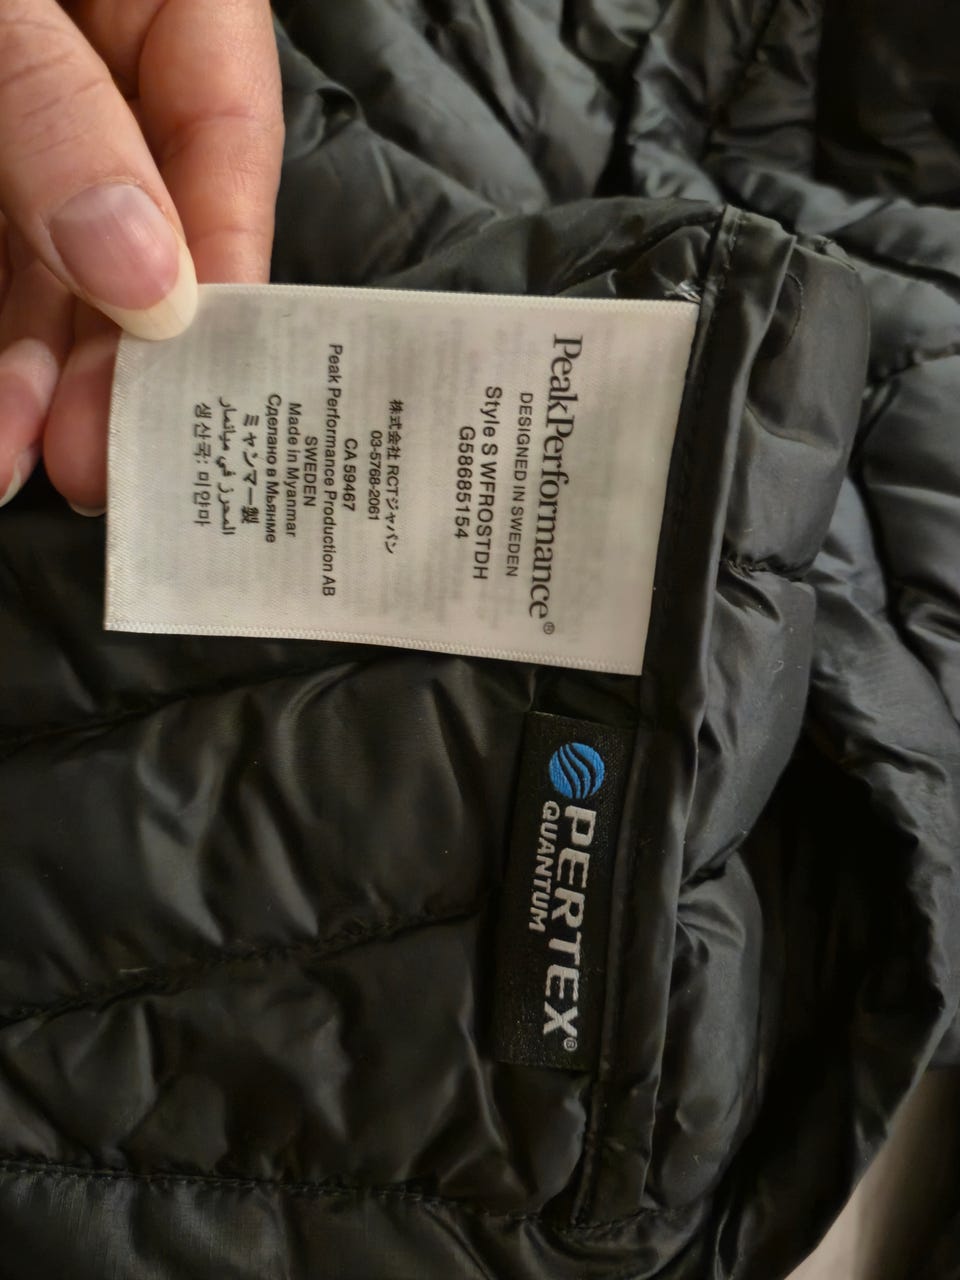 PeakPerformance®
DESIGNED IN SWEDEN
Style S WFROSTDH
G58685154
株式会社 RCTジャパン
03-5768-2061
CA 59467
Peak Performance Production AB
SWEDEN
Made in Myanmar
Сделано в Мьянме
ミャンマー製
المحرز في ميانمار
생산국: 미얀마
PERTEX®
QUANTUM